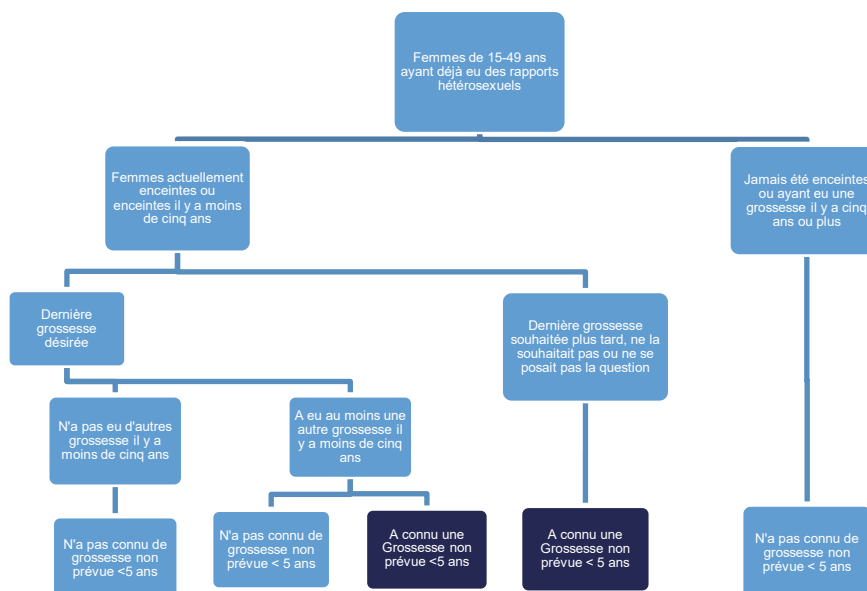 Femmes de 15-49 ans
ayant déjà eu des rapports
hétérosexuels
Femmes actuellement
enceintes ou
enceintes il y a moins
de cinq ans
Jamais été enceintes
ou ayant eu une
grossesse il y a cinq
ans ou plus
Dernière
grossesse
désirée
Dernière grossesse
souhaitée plus tard, ne la
souhaitait pas ou ne se
posait pas la question
N'a pas eu d'autres
grossesse il y a
moins de cinq ans
A eu au moins une
autre grossesse il
y a moins de cinq
ans
N'a pas connu de
grossesse non
prévue <5 ans
N'a pas connu de
grossesse non
prévue < 5 ans
A connu une
Grossesse non
prévue <5 ans
A connu une
Grossesse non
prévue < 5 ans
N'a pas connu de
grossesse non
prévue < 5 ans